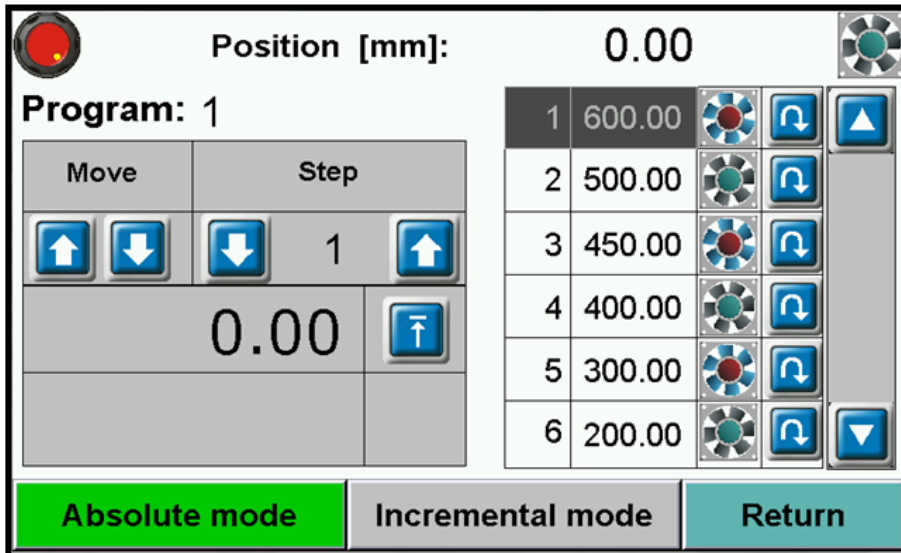 Position [mm]: 0.00
Program: 1
Move Step
1
0.00
1 600.00
2 500.00
3 450.00
4 400.00
5 300.00
6 200.00
Absolute mode Incremental mode Return